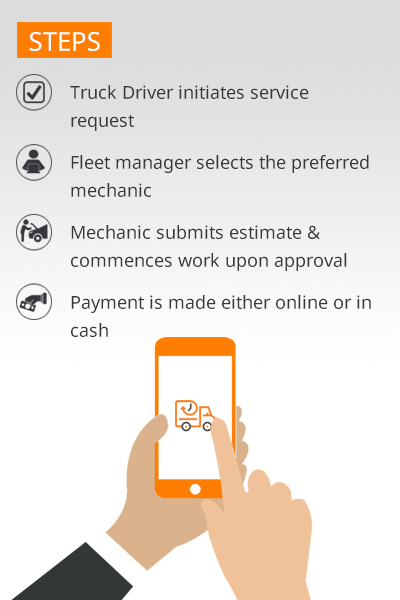 STEPS
Truck Driver initiates service
request
Fleet manager selects the preferred
mechanic
Mechanic submits estimate &
commences work upon approval
Payment is made either online or in
cash